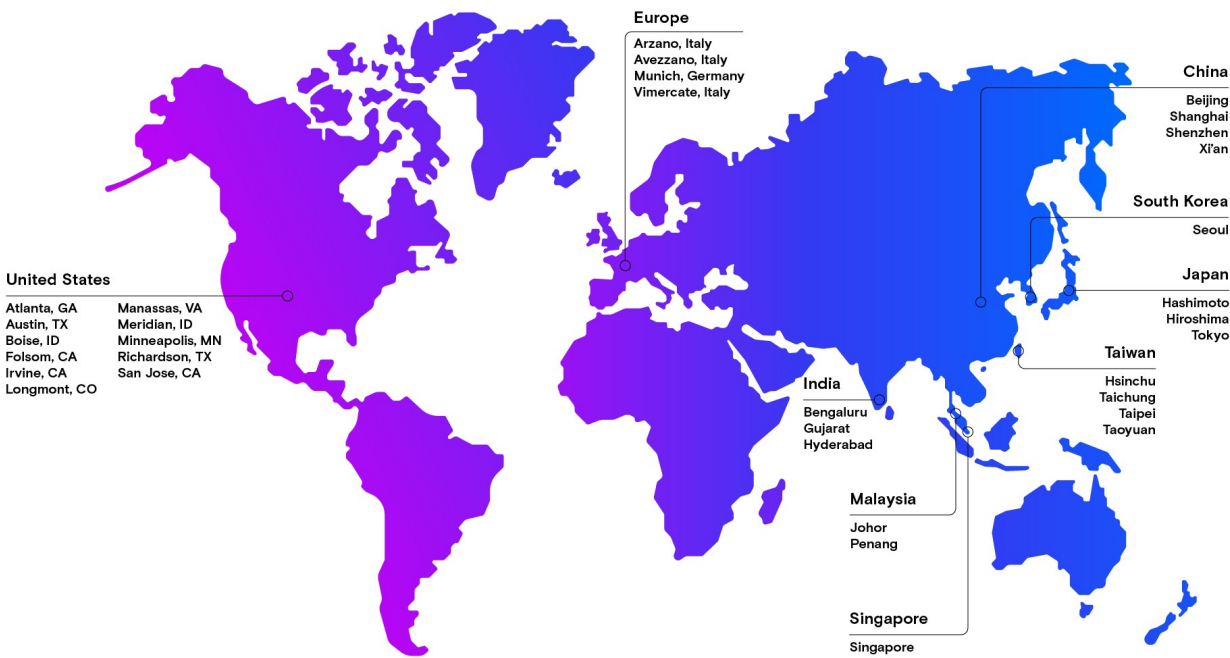 Europe
Arzano, Italy
Avezzano, Italy
Munich, Germany
Vimercate, Italy
China
Beijing
Shanghai
Shenzhen
Xi'an
South Korea
Seoul
United States
Atlanta, GA
Austin, TX
Boise, ID
Folsom, CA
Irvine, CA
Longmont, CO
Manassas, VA
Meridian, ID
Minneapolis, MN
Richardson, TX
San Jose, CA
Japan
Hashimoto
Hiroshima
Tokyo
Taiwan
Hsinchu
Taichung
Taipei
Taoyuan
India
Bengaluru
Gujarat
Hyderabad
Malaysia
Johor
Penang
Singapore
Singapore